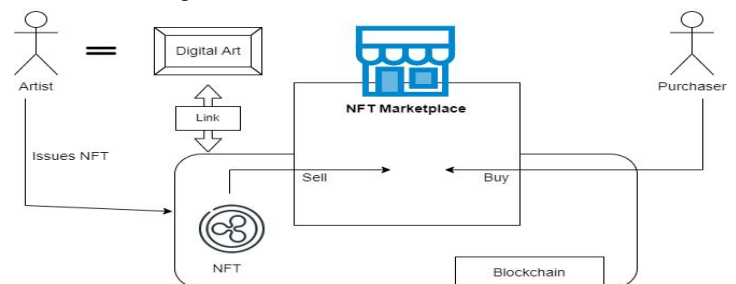 Digital Art
Artist
Purchaser
NFT Marketplace
Link
Issues NFT
Sell
Buy
NFT
Blockchain